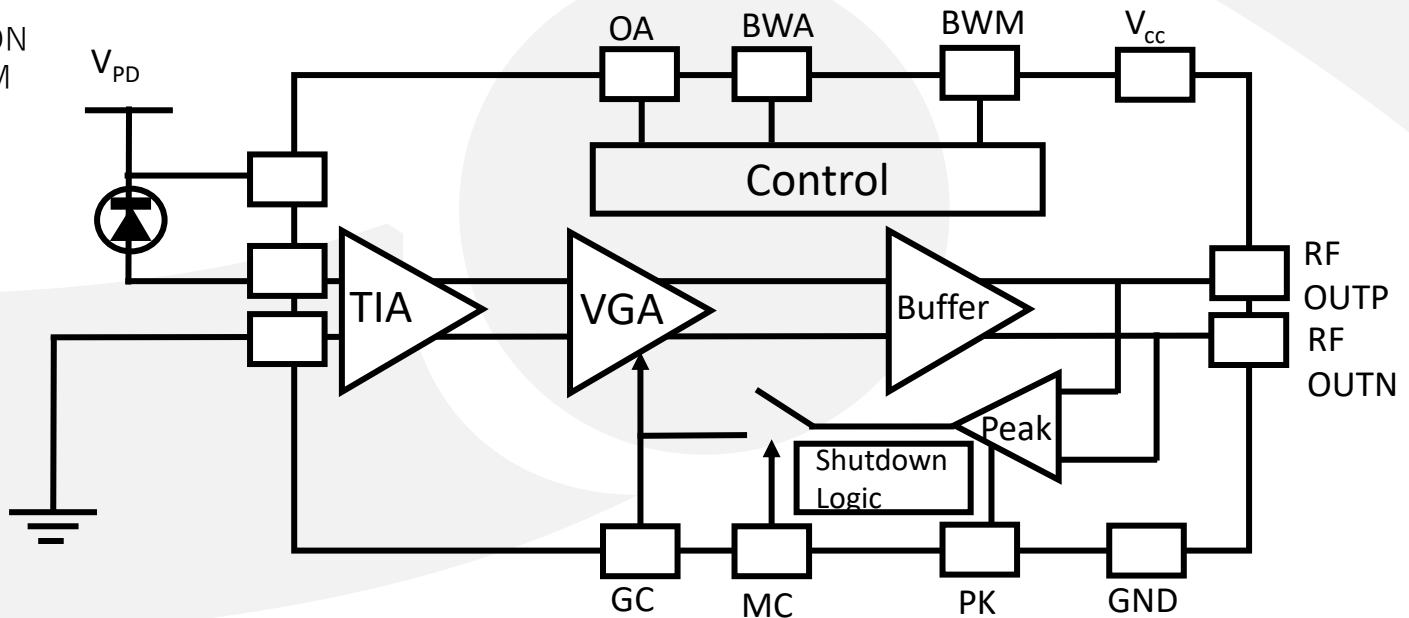 V_PD
OA
BWA
BWM
V_cc
Control
TIA
VGA
Buffer
RF
OUTP
RF
OUTN
Peak
Shutdown
Logic
GC
MC
PK
GND